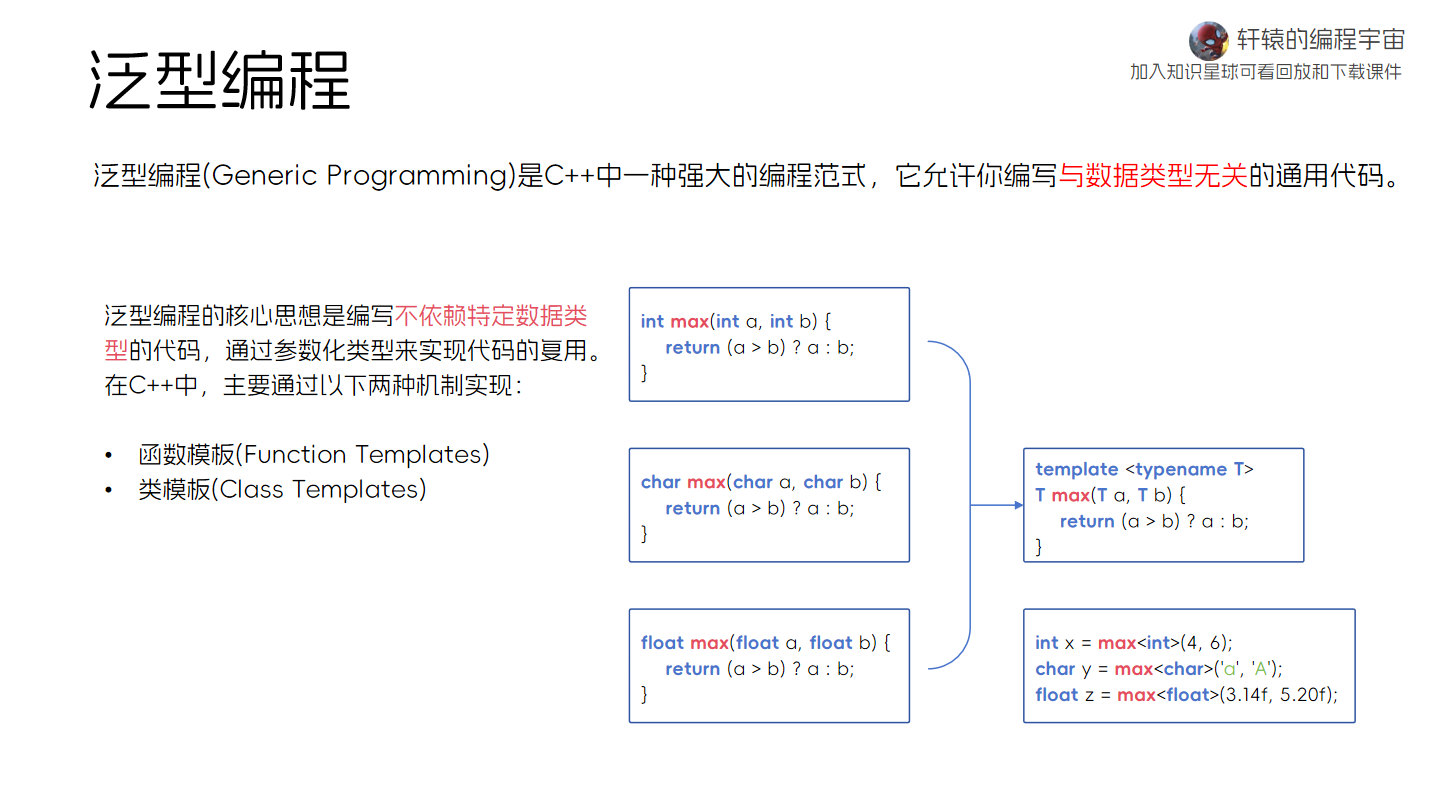 泛型编程
轩辕的编程宇宙
加入知识星球可看回放和下载课件
泛型编程(Generic Programming)是C++中一种强大的编程范式，它允许你编写与数据类型无关的通用代码。
泛型编程的核心思想是编写不依赖特定数据类
型的代码，通过参数化类型来实现代码的复用。
在C++中，主要通过以下两种机制实现：
• 函数模板(Function Templates)
• 类模板(Class Templates)
int max(int a, int b) {
return (a > b) ? a : b;
}
char max(char a, char b) {
return (a > b) ? a : b;
}
float max(float a, float b) {
return (a > b) ? a : b;
}
template <typename T>
T max(T a, T b) {
return (a > b) ? a : b;
}
int x = max<int>(4, 6);
char y = max<char>('a', 'A');
float z = max<float>(3.14f, 5.20f);